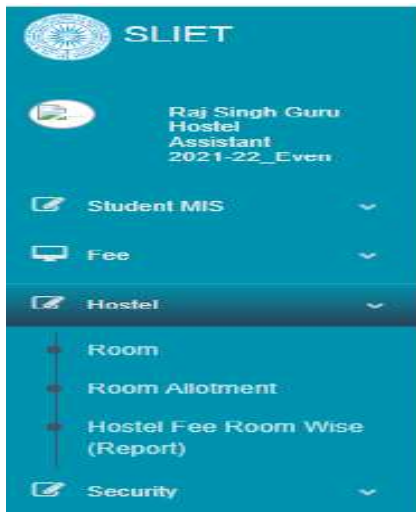 SLIET
Raj Singh Guru
Hostel
Assistant
2021-22_Even
Student MIS
Fee
Hostel
Room
Room Allotment
Hostel Fee Room Wise
(Report)
Security